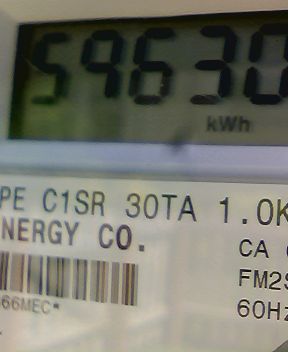 59630
kWh
PE C1SR 30TA 1.0K
NERGY CO.
CA
FM2S
66MEC*
60Hz